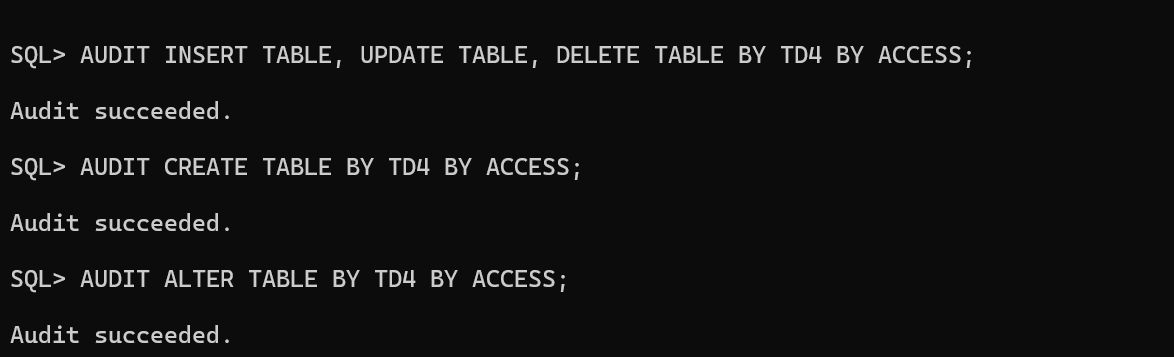 SQL> AUDIT INSERT TABLE, UPDATE TABLE, DELETE TABLE BY TD4 BY ACCESS;
Audit succeeded.
SQL> AUDIT CREATE TABLE BY TD4 BY ACCESS;
Audit succeeded.
SQL> AUDIT ALTER TABLE BY TD4 BY ACCESS;
Audit succeeded.